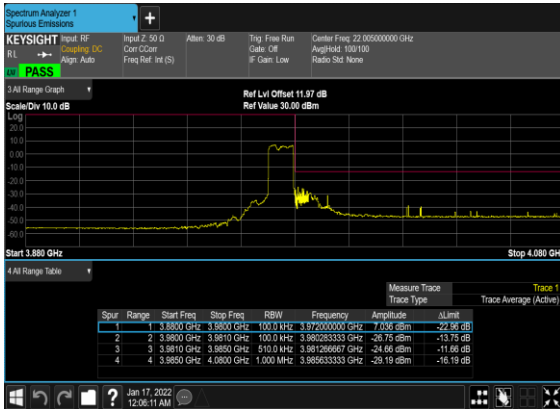 Spectrum Analyzer 1
Spurious Emissions
KEYSIGHT
RL
Input: RF
Coupling: DC
Align: Auto
Input Z: 50 Ω
Corr CCorr
Freq Ref: Int (S)
Atten: 30 dB
Trig: Free Run
Gate: Off
IF Gain: Low
Center Freq: 22.005000000 GHz
Avg|Hold: 100/100
Radio Std: None
PASS
3 All Range Graph
Scale/Div 10.0 dB
Ref Lvl Offset 11.97 dB
Ref Value 30.00 dBm
Log
20.0
10.0
0.00
-10.0
-20.0
-30.0
-40.0
-50.0
-60.0
Start 3.880 GHz
Stop 4.080 GH
4 All Range Table
Measure Trace Trace 1
Trace Type Trace Average (Active)
Spur Range Start Freq Stop Freq RBW Frequency Amplitude ΔLimit
1 1 3.8800 GHz 3.9800 GHz 100.0 kHz 3.972000000 GHz 7.036 dBm -22.96 dB
2 2 3.9800 GHz 3.9810 GHz 100.0 kHz 3.980283333 GHz -26.75 dBm -13.75 dB
3 3 3.9810 GHz 3.9850 GHz 510.0 kHz 3.981266667 GHz -24.66 dBm -11.66 dB
4 4 3.9850 GHz 4.0800 GHz 1.000 MHz 3.985633333 GHz -29.19 dBm -16.19 dB
?
Jan 17, 2022
12:06:11 AM